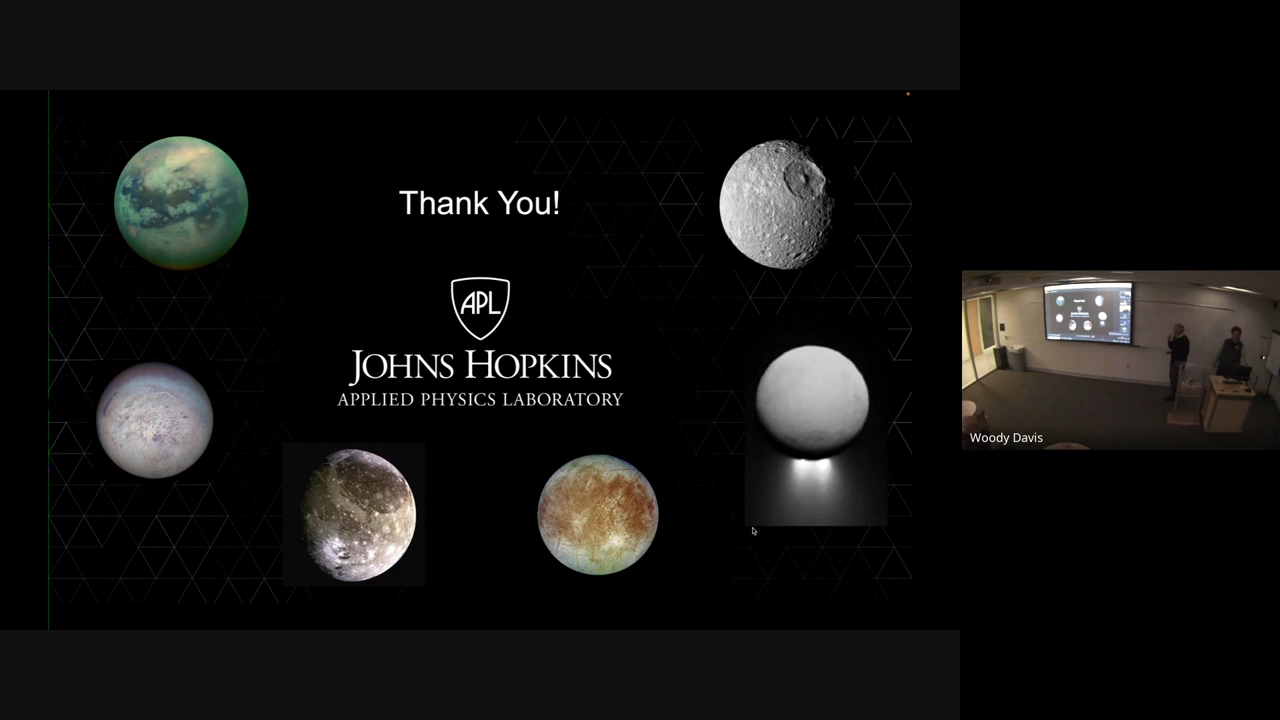 Thank You!
APL
JOHNS HOPKINS
APPLIED PHYSICS LABORATORY
Woody Davis